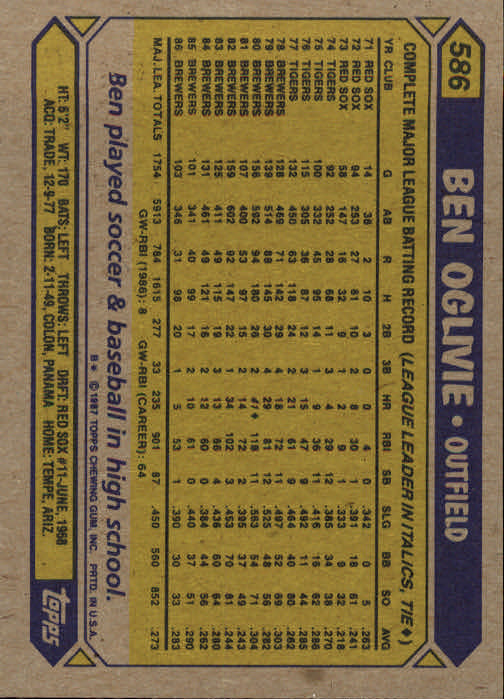 586
BEN OGLIVIE • OUTFIELD
COMPLETE MAJOR LEAGUE BATTING RECORD (LEAGUE LEADER IN ITALICS, TIE♦)
YR CLUB G AB R H 2B 3B HR RBI SB SLG BB SO AVG
71 RED SOX 14 38 2 10 3 0 0 4 0 .342 0 5 .263
72 RED SOX 94 253 27 61 10 2 8 30 1 .391 18 61 .241
73 RED SOX 58 147 16 32 9 1 2 9 1 .333 9 32 .218
74 TIGERS 92 252 28 68 11 3 4 29 12 .385 34 38 .270
75 TIGERS 100 332 45 95 14 1 9 36 11 .416 16 62 .286
76 TIGERS 115 305 36 87 12 3 15 47 9 .492 11 44 .285
77 TIGERS 132 450 63 118 24 2 21 61 9 .464 40 80 .262
78 BREWERS 128 469 71 142 29 4 18 72 11 .497 52 69 .303
79 BREWERS 139 514 88 145 30 4 29 81 12 .525 48 56 .282
80 BREWERS 156 592 94 180 26 2 41♦ 118 11 .563 54 71 .304
81 BREWERS 107 400 53 97 15 2 14 72 2 .395 37 49 .243
82 BREWERS 159 602 92 147 22 1 34 102 3 .453 70 81 .244
83 BREWERS 125 411 49 115 19 3 13 66 4 .436 60 64 .280
84 BREWERS 131 461 49 121 16 2 12 60 0 .384 44 56 .262
85 BREWERS 101 341 40 99 17 2 10 61 0 .440 37 51 .290
86 BREWERS 103 346 31 98 20 1 5 53 1 .390 30 33 .283
MAJ.LEA. TOTALS 1754 5913 784 1615 277 33 235 901 87 .450 560 852 .273
GW-RBI (1986): 8 GW-RBI (CAREER): 64
Ben played soccer & baseball in high school.
B* ©1987 TOPPS CHEWING GUM, INC. PRTD. IN U.S.A.
HT: 6'2" WT: 170 BATS: LEFT THROWS: LEFT DRFT: RED SOX #11-JUNE, 1968
ACQ: TRADE, 12-9-77 BORN: 2-11-49, COLON, PANAMA HOME: TEMPE, ARIZ.
Topps